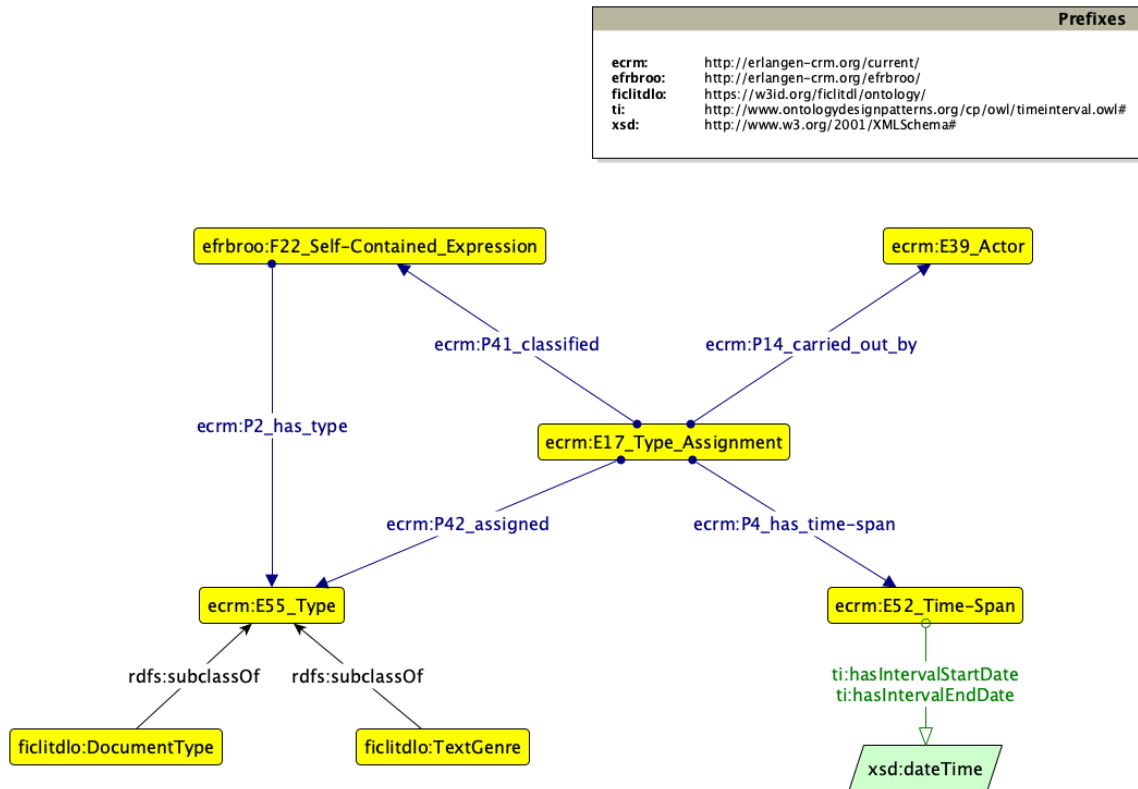 Prefixes
ecrm: http://erlangen-crm.org/current/
efrbroo: http://erlangen-crm.org/efrbroo/
ficlitdlo: https://w3id.org/ficlitdl/ontology/
ti: http://www.ontologydesignpatterns.org/cp/owl/timeinterval.owl#
xsd: http://www.w3.org/2001/XMLSchema#
efrbroo:F22_Self-Contained_Expression
ecrm:E39_Actor
ecrm:P41_classified
ecrm:P14_carried_out_by
ecrm:P2_has_type
ecrm:E17_Type_Assignment
ecrm:P42_assigned
ecrm:P4_has_time-span
ecrm:E55_Type
ecrm:E52_Time-Span
rdfs:subclassOf
rdfs:subclassOf
ti:hasIntervalStartDate
ti:hasIntervalEndDate
ficlitdlo:DocumentType
ficlitdlo:TextGenre
xsd:dateTime